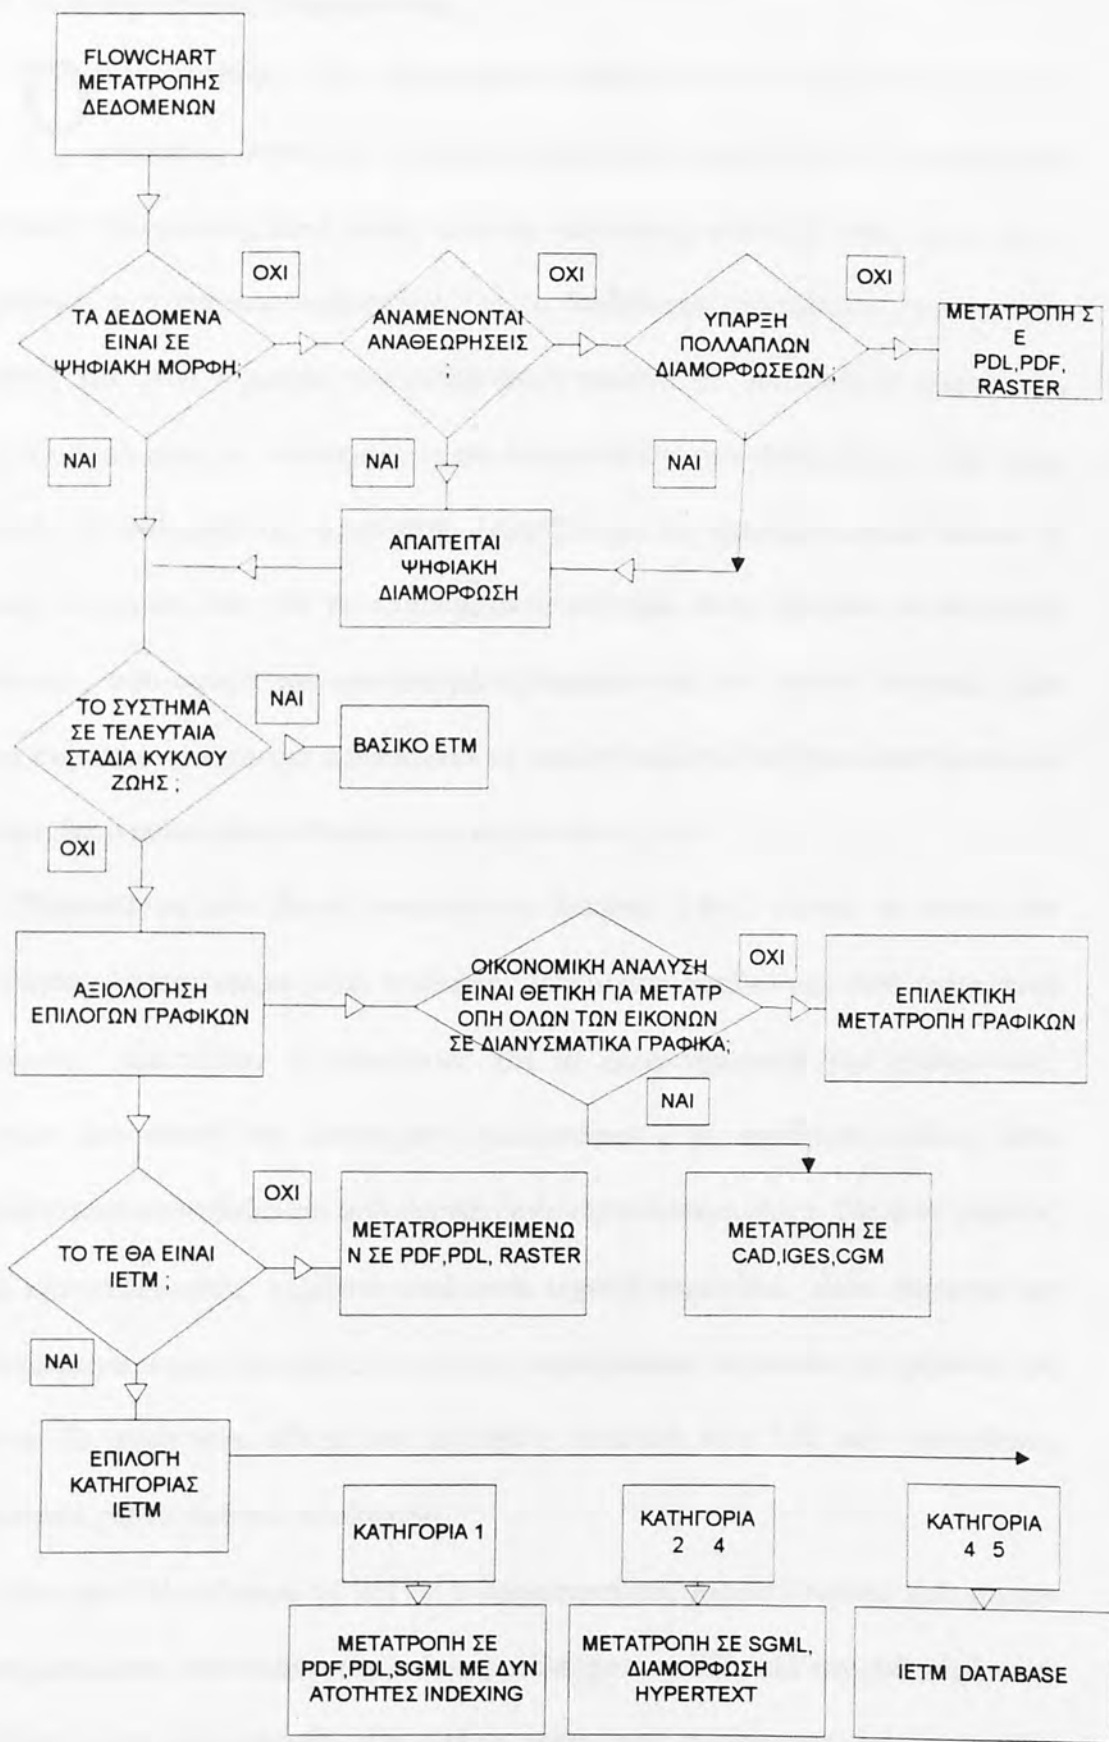 FLOWCHART
ΜΕΤΑΤΡΟΠΗΣ
ΔΕΔΟΜΕΝΩΝ
ΟΧΙ
ΟΧΙ
ΟΧΙ
ΤΑ ΔΕΔΟΜΕΝΑ
ΕΙΝΑΙ ΣΕ
ΨΗΦΙΑΚΗ ΜΟΡΦΗ;
ΑΝΑΜΕΝΟΝΤΑΙ
ΑΝΑΘΕΩΡΗΣΕΙΣ
;
ΥΠΑΡΞΗ
ΠΟΛΛΑΠΛΩΝ
ΔΙΑΜΟΡΦΩΣΕΩΝ ;
ΜΕΤΑΤΡΟΠΗ Σ
Ε
PDL,PDF,
RASTER
ΝΑΙ
ΝΑΙ
ΝΑΙ
ΑΠΑΙΤΕΙΤΑΙ
ΨΗΦΙΑΚΗ
ΔΙΑΜΟΡΦΩΣΗ
ΤΟ ΣΥΣΤΗΜΑ
ΣΕ ΤΕΛΕΥΤΑΙΑ
ΣΤΑΔΙΑ ΚΥΚΛΟΥ
ΖΩΗΣ ;
ΝΑΙ
ΒΑΣΙΚΟ ΕΤΜ
ΟΧΙ
ΑΞΙΟΛΟΓΗΣΗ
ΕΠΙΛΟΓΩΝ ΓΡΑΦΙΚΩΝ
ΟΙΚΟΝΟΜΙΚΗ ΑΝΑΛΥΣΗ
ΕΙΝΑΙ ΘΕΤΙΚΗ ΓΙΑ ΜΕΤΑΤΡ
ΟΠΗ ΟΛΩΝ ΤΩΝ ΕΙΚΟΝΩΝ
ΣΕ ΔΙΑΝΥΣΜΑΤΙΚΑ ΓΡΑΦΙΚΑ;
ΟΧΙ
ΕΠΙΛΕΚΤΙΚΗ
ΜΕΤΑΤΡΟΠΗ ΓΡΑΦΙΚΩΝ
ΝΑΙ
ΜΕΤΑΤΡΟΠΗ ΣΕ
CAD,IGES,CGM
ΤΟ ΤΕ ΘΑ ΕΙΝΑΙ
IETM ;
ΟΧΙ
ΜΕΤΑTROPHΚΕΙΜΕΝΩ
Ν ΣΕ PDF,PDL, RASTER
ΝΑΙ
ΕΠΙΛΟΓΗ
ΚΑΤΗΓΟΡΙΑΣ
IETM
ΚΑΤΗΓΟΡΙΑ 1
ΚΑΤΗΓΟΡΙΑ
2 4
ΚΑΤΗΓΟΡΙΑ
4 5
ΜΕΤΑΤΡΟΠΗ ΣΕ
PDF,PDL,SGML ΜΕ ΔΥΝ
ΑΤΟΤΗΤΕΣ INDEXING
ΜΕΤΑΤΡΟΠΗ ΣΕ SGML,
ΔΙΑΜΟΡΦΩΣΗ
HYPERTEXT
IETM DATABASE